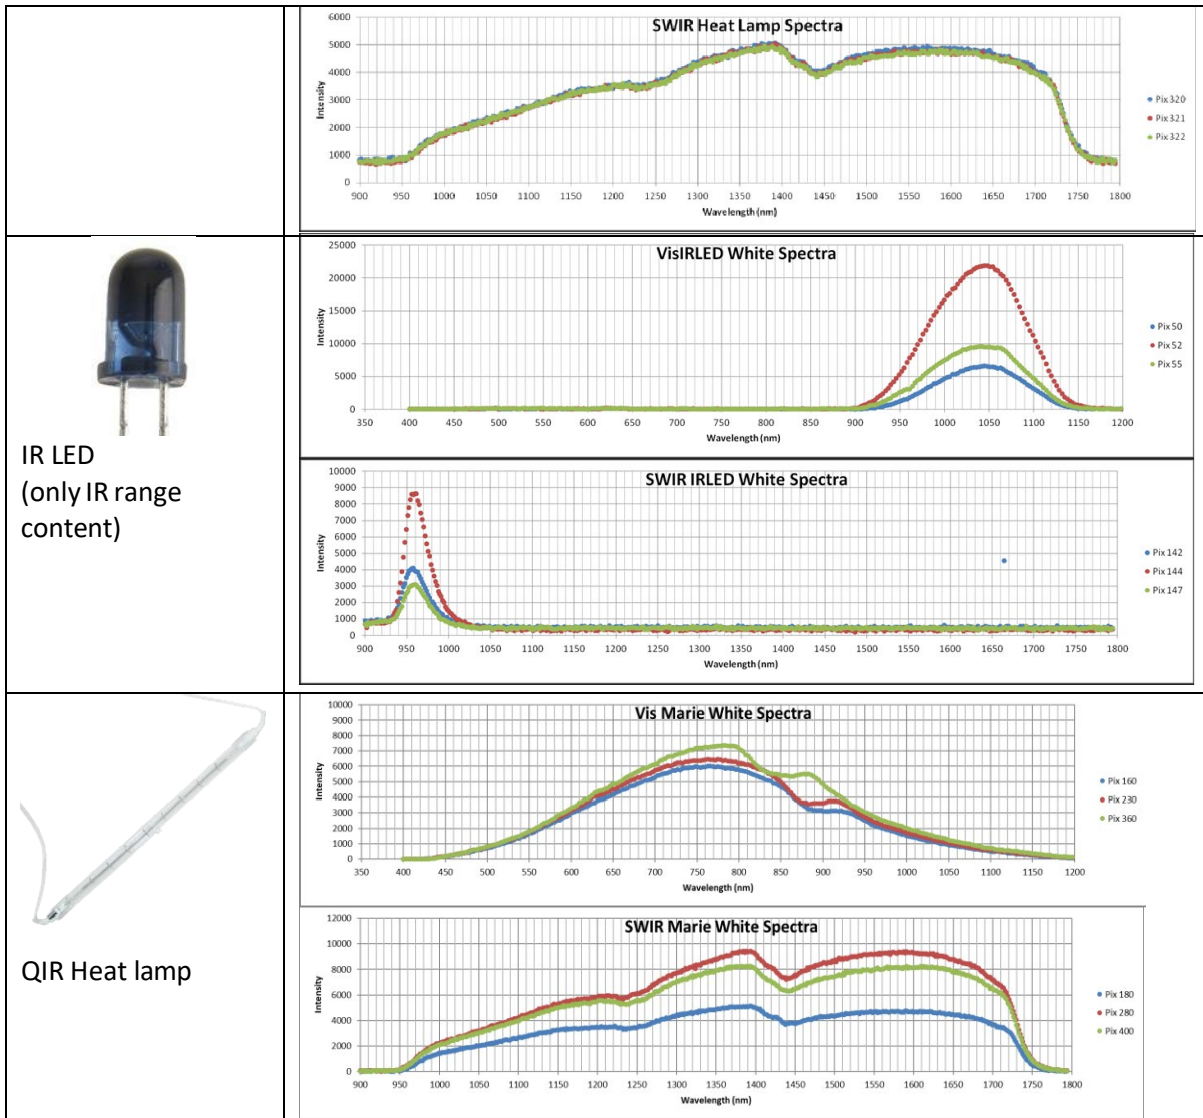 SWIR Heat Lamp Spectra
6000
5000
4000
3000
2000
1000
0
Intensity
900 950 1000 1050 1100 1150 1200 1250 1300 1350 1400 1450 1500 1550 1600 1650 1700 1750 1800
Wavelength (nm)
Pix 320
Pix 321
Pix 322
IR LED
(only IR range
content)
VisIRLED White Spectra
25000
20000
15000
10000
5000
0
Intensity
350 400 450 500 550 600 650 700 750 800 850 900 950 1000 1050 1100 1150 1200
Wavelength (nm)
Pix 50
Pix 52
Pix 55
SWIR IRLED White Spectra
10000
9000
8000
7000
6000
5000
4000
3000
2000
1000
0
Intensity
900 950 1000 1050 1100 1150 1200 1250 1300 1350 1400 1450 1500 1550 1600 1650 1700 1750 1800
Wavelength (nm)
Pix 142
Pix 144
Pix 147
QIR Heat lamp
Vis Marie White Spectra
10000
9000
8000
7000
6000
5000
4000
3000
2000
1000
0
Intensity
350 400 450 500 550 600 650 700 750 800 850 900 950 1000 1050 1100 1150 1200
Wavelength (nm)
Pix 160
Pix 230
Pix 360
SWIR Marie White Spectra
12000
10000
8000
6000
4000
2000
0
Intensity
900 950 1000 1050 1100 1150 1200 1250 1300 1350 1400 1450 1500 1550 1600 1650 1700 1750 1800
Wavelength (nm)
Pix 180
Pix 280
Pix 400